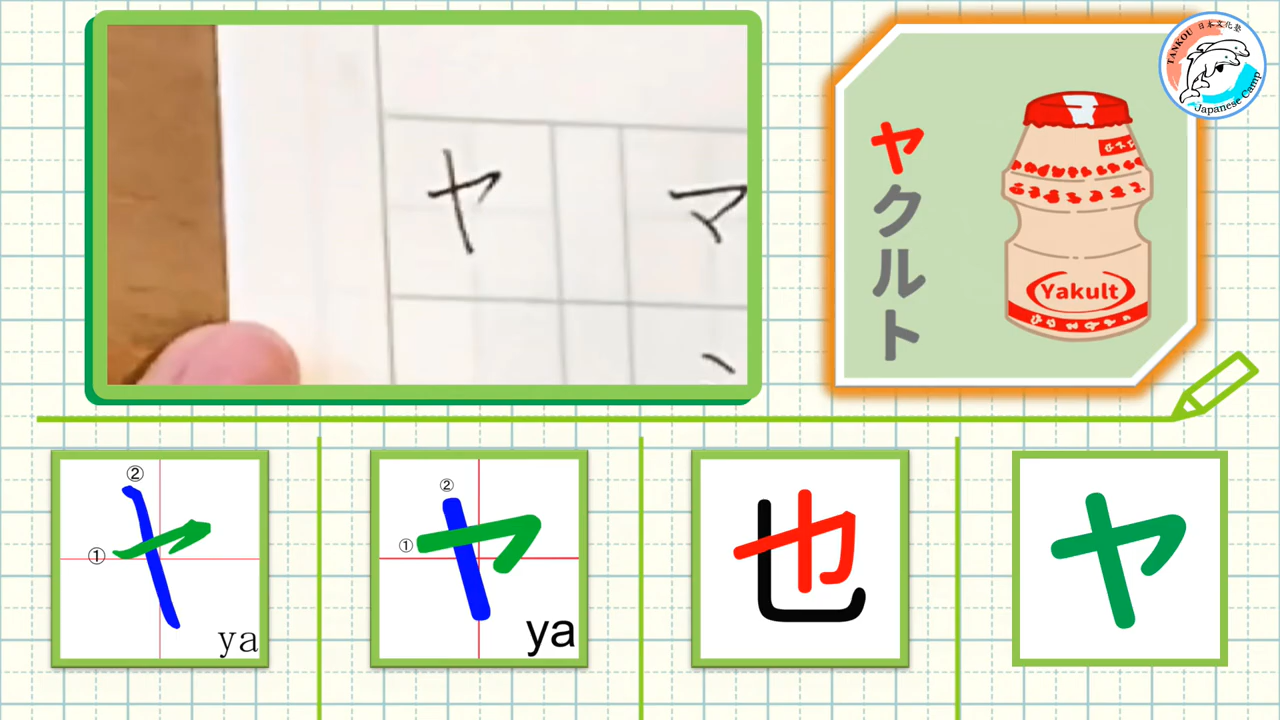 ヤ マ
ヤクルト
Yakult
TANKOU 日本文化塾
Japanese Camp
②
①
ya
②
①
ya
也
ヤ